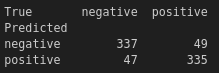 True negative positive
Predicted
negative 337 49
positive 47 335